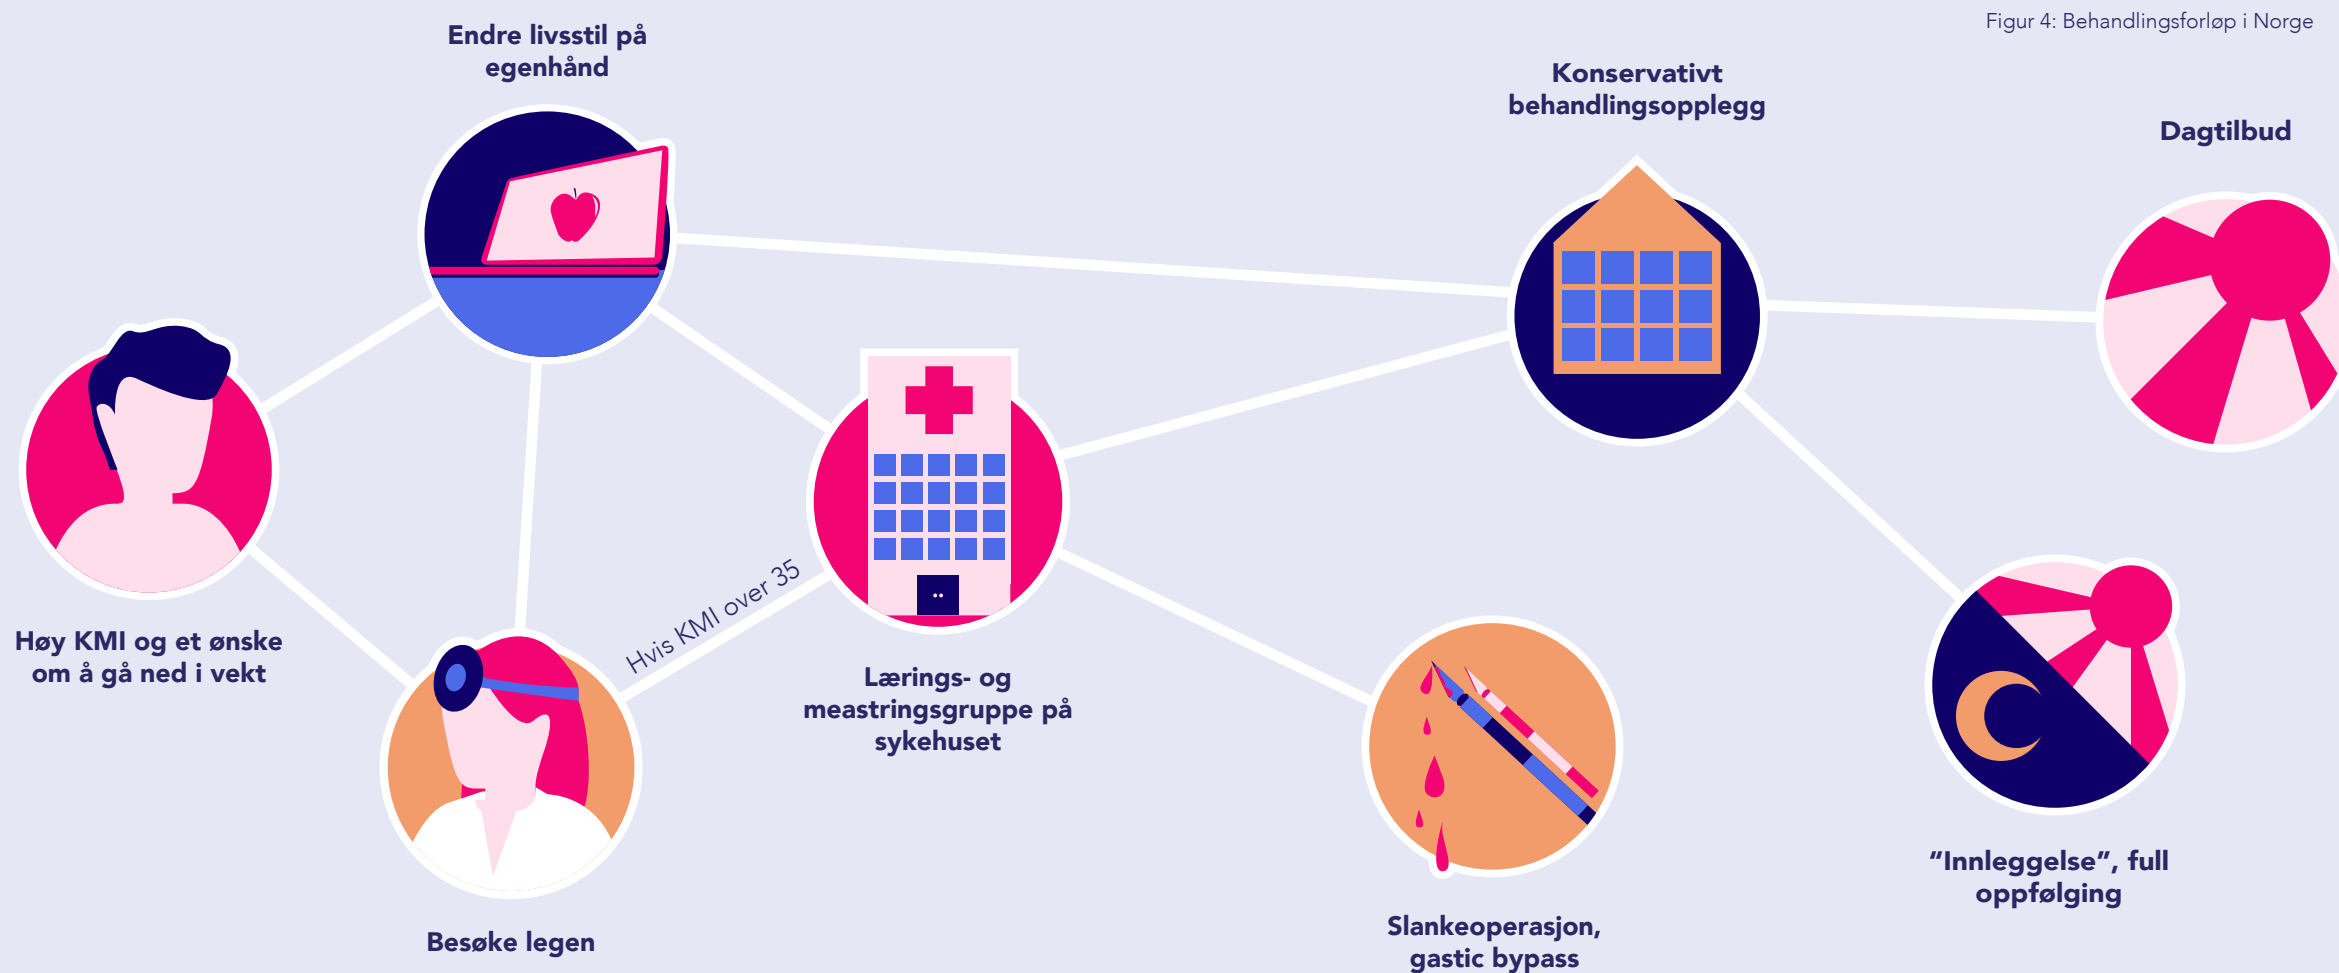 Figur 4: Behandlingsforløp i Norge
Endre livsstil på
egenhånd
Konservativt
behandlingsopplegg
Dagtilbud
Høy KMI og et ønske
om å gå ned i vekt
Hvis KMI over 35
Lærings- og
meastringsgruppe på
sykehuset
Besøke legen
Slankeoperasjon,
gastic bypass
“Innleggelse”, full
oppfølging